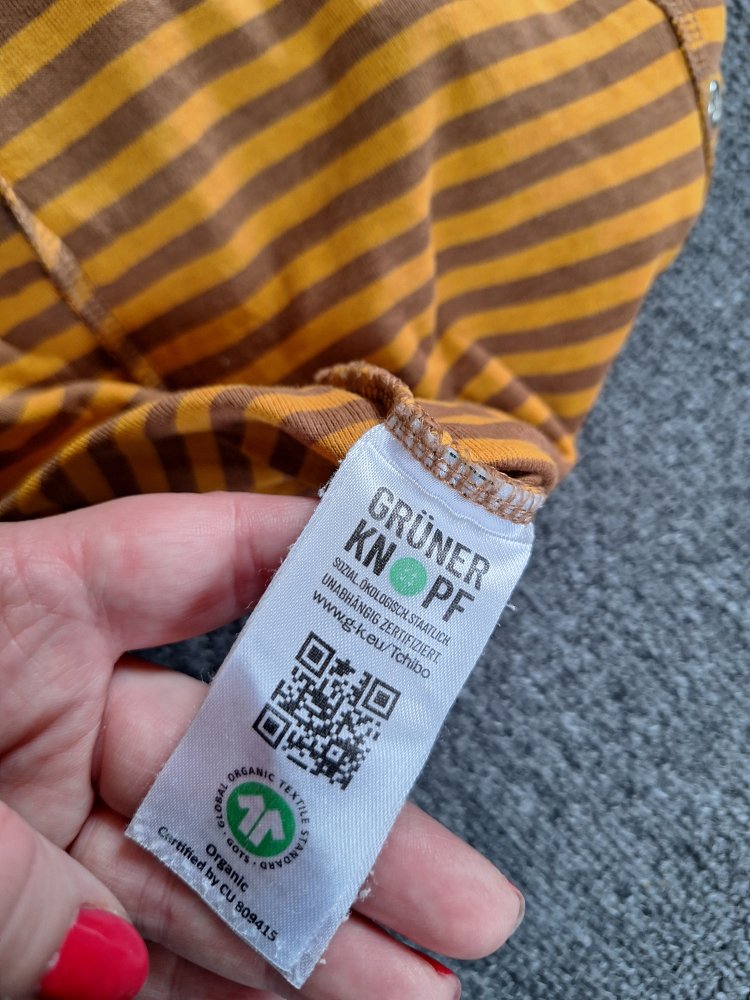 GRÜNER
KNOPF
SOZIAL. ÖKOLOGISCH. STAATLICH.
UNABHÄNGIG ZERTIFIZIERT.
www.g-k.eu/Tchibo
GLOBAL ORGANIC TEXTILE STANDARD · GOTS ·
Organic
Certified by CU 809415